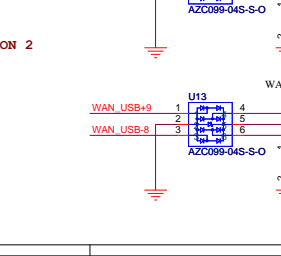 AZC099-04S-S-O
ON 2
WA
U13
WAN_USB+9 1 4
2 5
WAN_USB-8 3 6
AZC099-04S-S-O